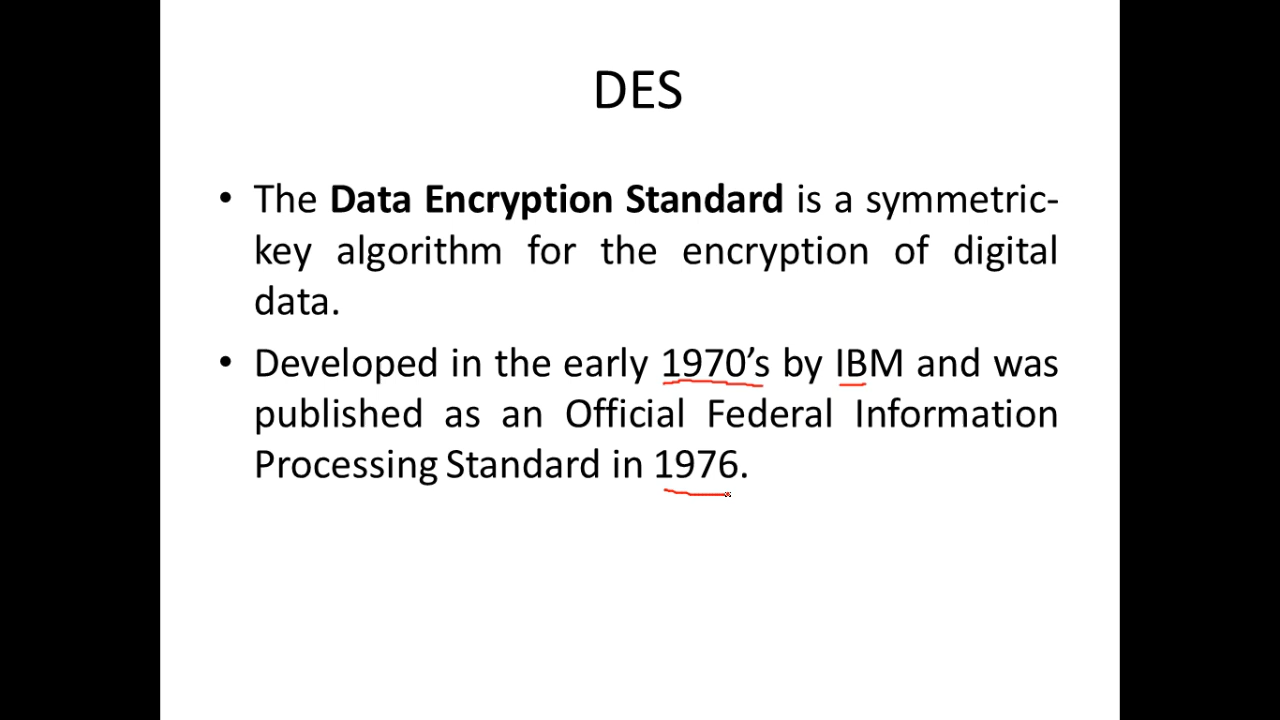 DES
• The Data Encryption Standard is a symmetric-
key algorithm for the encryption of digital
data.
• Developed in the early 1970’s by IBM and was
published as an Official Federal Information
Processing Standard in 1976.